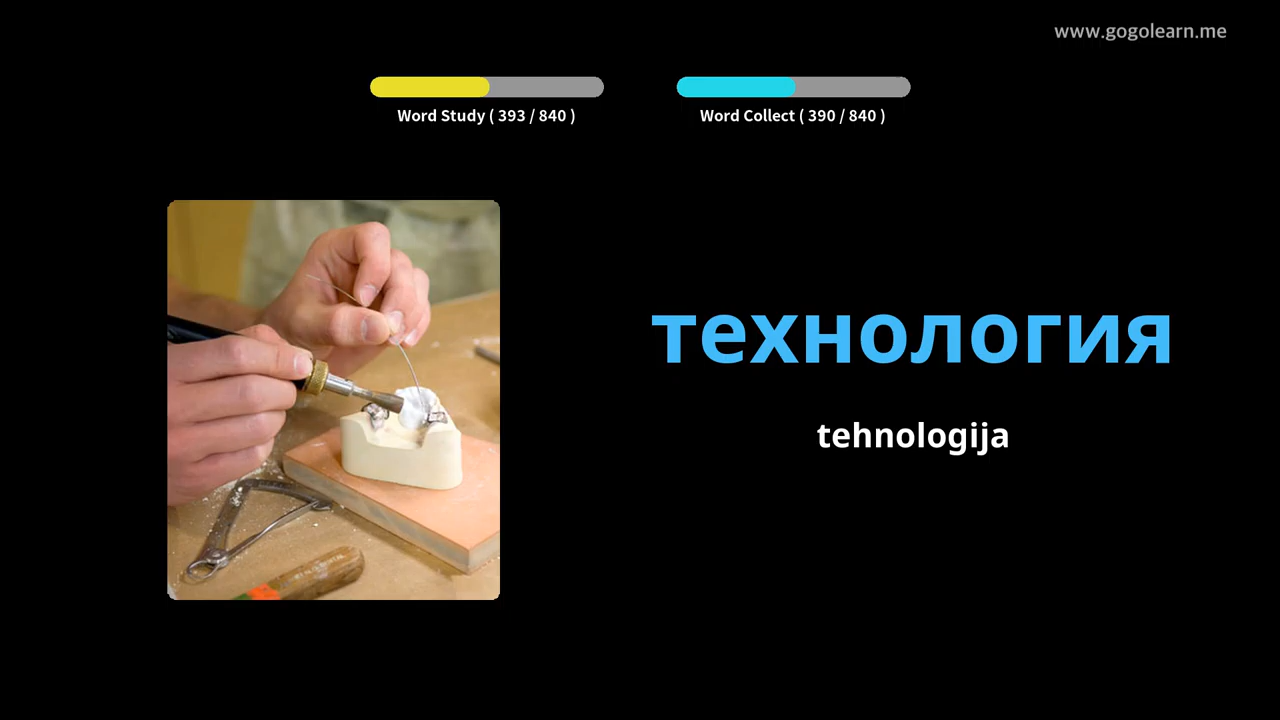 www.gogolearn.me
Word Study ( 393 / 840 )
Word Collect ( 390 / 840 )
технология
tehnologija